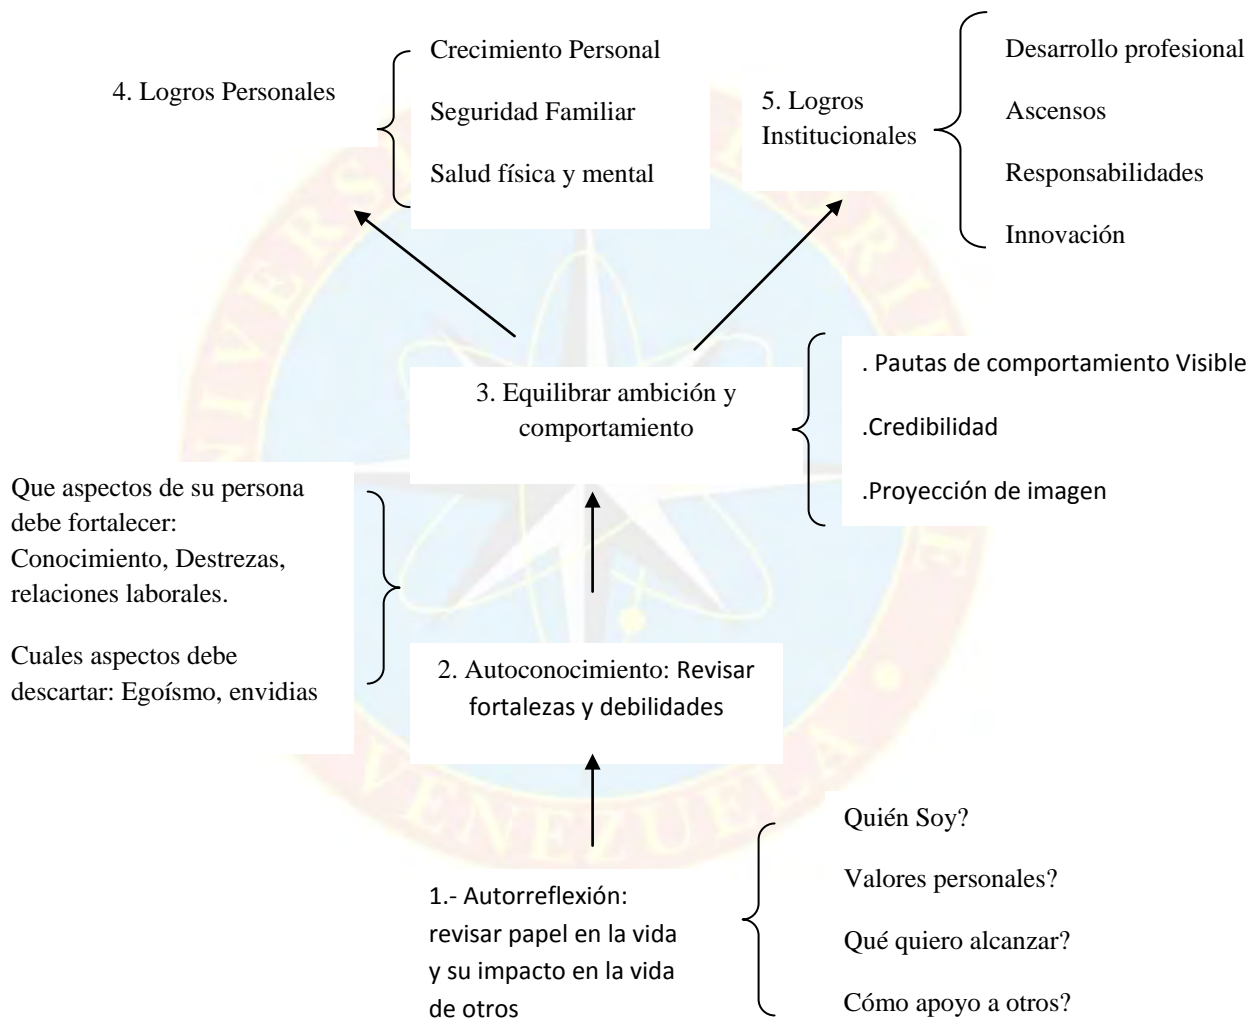 4. Logros Personales
Crecimiento Personal
Seguridad Familiar
Salud física y mental
5. Logros
Institucionales
Desarrollo profesional
Ascensos
Responsabilidades
Innovación
3. Equilibrar ambición y
comportamiento
. Pautas de comportamiento Visible
.Credibilidad
.Proyección de imagen
Que aspectos de su persona
debe fortalecer:
Conocimiento, Destrezas,
relaciones laborales.
Cuales aspectos debe
descartar: Egoísmo, envidias
2. Autoconocimiento: Revisar
fortalezas y debilidades
1.- Autorreflexión:
revisar papel en la vida
y su impacto en la vida
de otros
Quién Soy?
Valores personales?
Qué quiero alcanzar?
Cómo apoyo a otros?
VENEZUELA